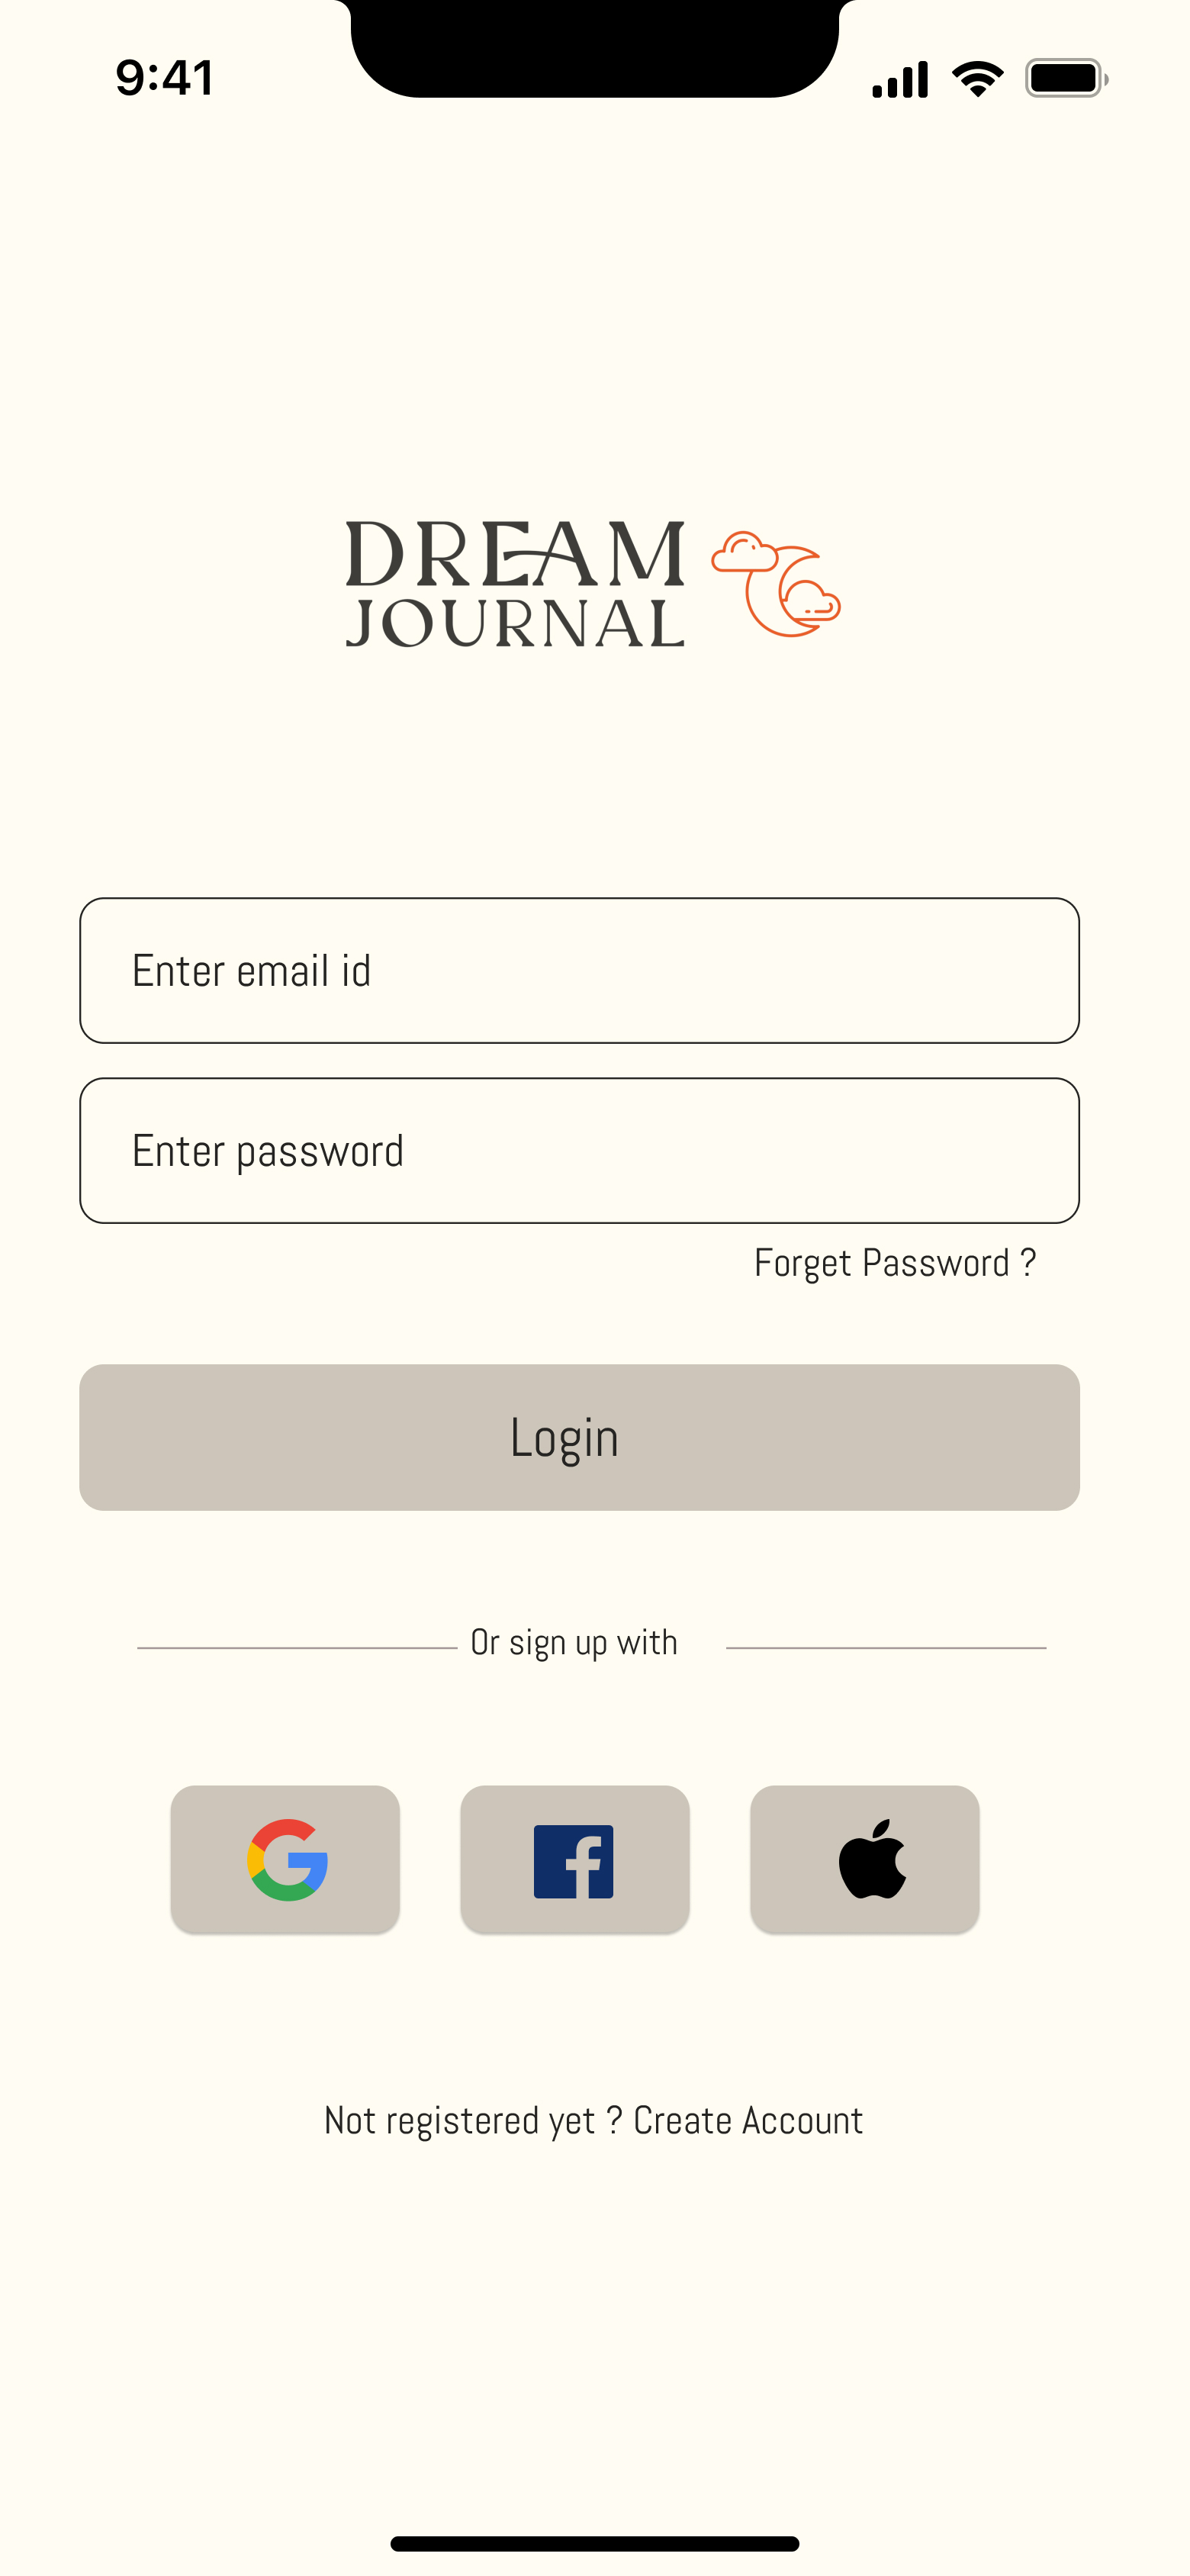 9:41
DREAM
JOURNAL
Enter email id
Enter password
Forget Password ?
Login
Or sign up with
Not registered yet ? Create Account